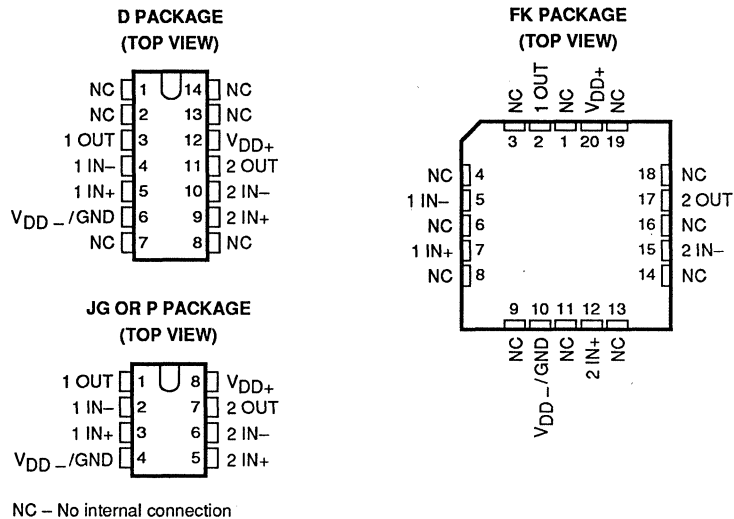 D PACKAGE
(TOP VIEW)
NC 1 14 NC
NC 2 13 NC
1 OUT 3 12 VDD+
1 IN– 4 11 2 OUT
1 IN+ 5 10 2 IN–
VDD –/GND 6 9 2 IN+
NC 7 8 NC
JG OR P PACKAGE
(TOP VIEW)
1 OUT 1 8 VDD+
1 IN– 2 7 2 OUT
1 IN+ 3 6 2 IN–
VDD –/GND 4 5 2 IN+
NC – No internal connection
FK PACKAGE
(TOP VIEW)
NC 1 OUT NC VDD+ NC
3 2 1 20 19
NC 4 18 NC
1 IN– 5 17 2 OUT
NC 6 16 NC
1 IN+ 7 15 2 IN–
NC 8 14 NC
9 10 11 12 13
NC VDD –/GND NC 2 IN+ NC